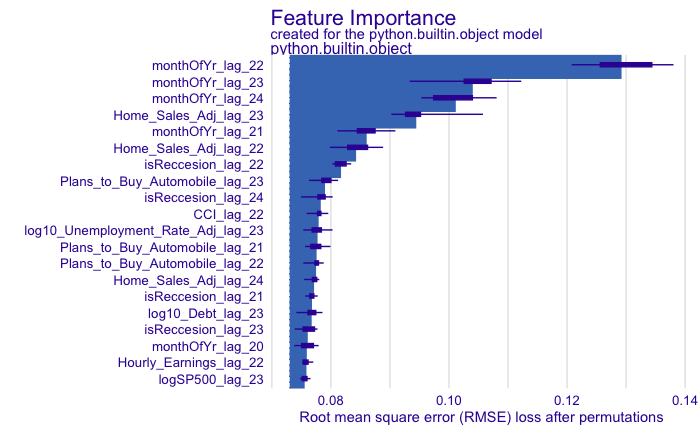 Feature Importance
created for the python.builtin.object model
python.builtin.object
monthOfYr_lag_22
monthOfYr_lag_23
monthOfYr_lag_24
Home_Sales_Adj_lag_23
monthOfYr_lag_21
Home_Sales_Adj_lag_22
isReccesion_lag_22
Plans_to_Buy_Automobile_lag_23
isReccesion_lag_24
CCI_lag_22
log10_Unemployment_Rate_Adj_lag_23
Plans_to_Buy_Automobile_lag_21
Plans_to_Buy_Automobile_lag_22
Home_Sales_Adj_lag_24
isReccesion_lag_21
log10_Debt_lag_23
isReccesion_lag_23
monthOfYr_lag_20
Hourly_Earnings_lag_22
logSP500_lag_23
0.08 0.10 0.12 0.14
Root mean square error (RMSE) loss after permutations